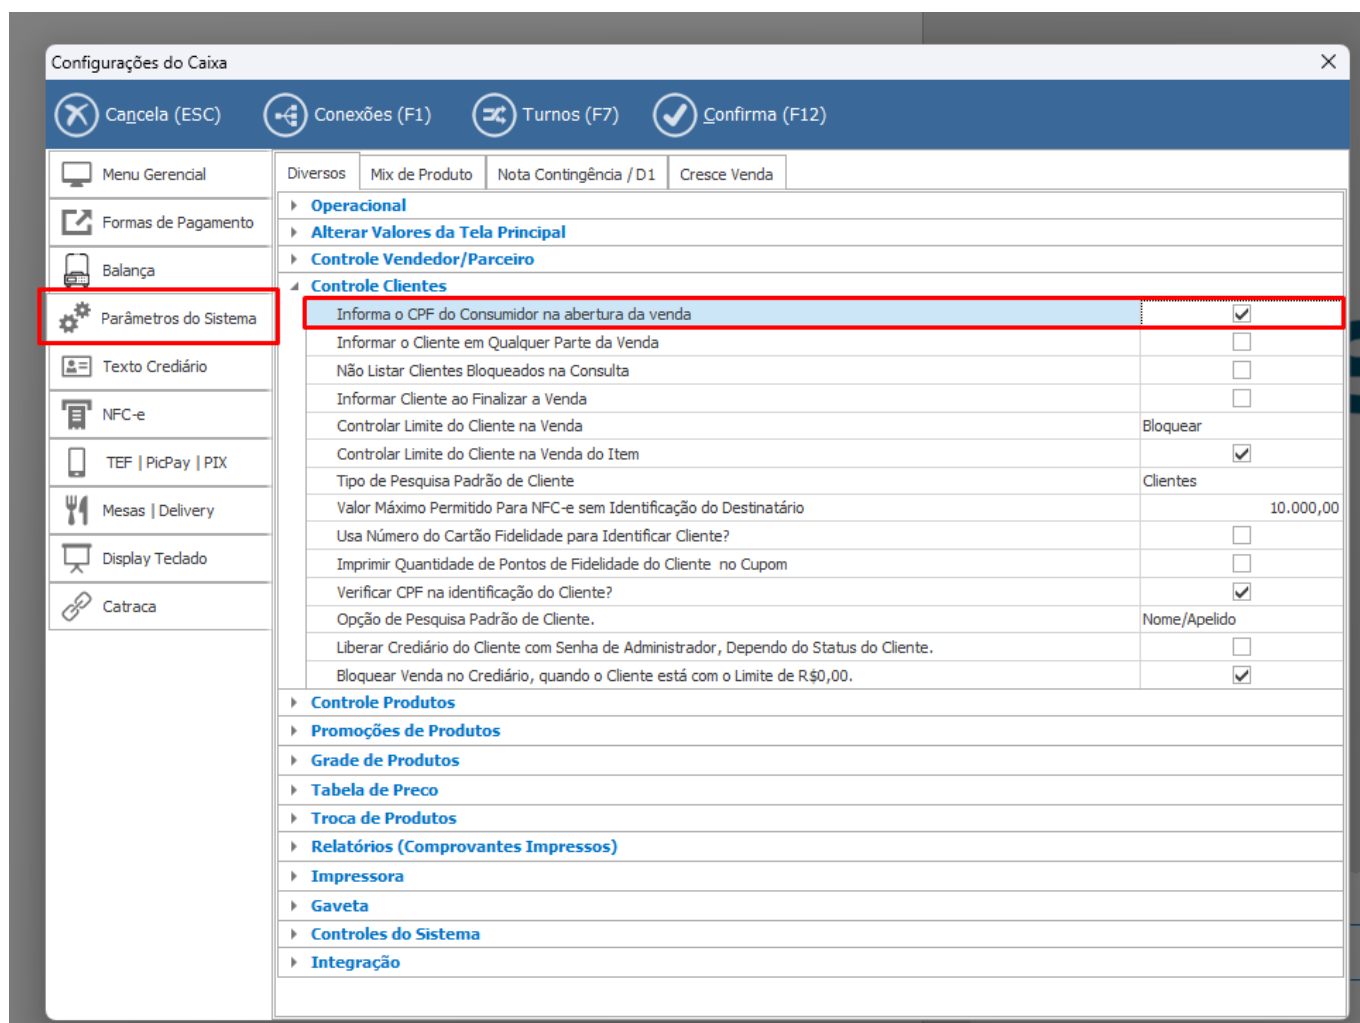 Configurações do Caixa
Cancela (ESC) Conexões (F1) Turnos (F7) Confirma (F12)
Menu Gerencial
Formas de Pagamento
Balança
Parâmetros do Sistema
Texto Crediário
NFC-e
TEF | PicPay | PIX
Mesas | Delivery
Display Teclado
Catraca
Diversos Mix de Produto Nota Contingência / D1 Cresce Venda
Operacional
Alterar Valores da Tela Principal
Controle Vendedor/Parceiro
Controle Clientes
Informa o CPF do Consumidor na abertura da venda
Informar o Cliente em Qualquer Parte da Venda
Não Listar Clientes Bloqueados na Consulta
Informar Cliente ao Finalizar a Venda
Controlar Limite do Cliente na Venda Bloquear
Controlar Limite do Cliente na Venda do Item
Tipo de Pesquisa Padrão de Cliente Clientes
Valor Máximo Permitido Para NFC-e sem Identificação do Destinatário 10.000,00
Usa Número do Cartão Fidelidade para Identificar Cliente?
Imprimir Quantidade de Pontos de Fidelidade do Cliente no Cupom
Verificar CPF na identificação do Cliente?
Opção de Pesquisa Padrão de Cliente. Nome/Apelido
Liberar Crediário do Cliente com Senha de Administrador, Dependo do Status do Cliente.
Bloquear Venda no Crediário, quando o Cliente está com o Limite de R$0,00.
Controle Produtos
Promoções de Produtos
Grade de Produtos
Tabela de Preco
Troca de Produtos
Relatórios (Comprovantes Impressos)
Impressora
Gaveta
Controles do Sistema
Integração